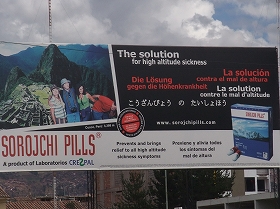 The solution
for high altitude sickness
La solución
contra el mal de altura
Die Lösung
gegen die Höhenkrankheit
La solution
contre le mal d'altitude
こうざんびょう の たいしょほう
www.sorojchipills.com
SOROJCHI PILLS®
A product of Laboratorios CRESPAL
Prevents and brings
relief to all high altitude
sickness symptoms
Previene y alivia todos
los síntomas del
mal de altura